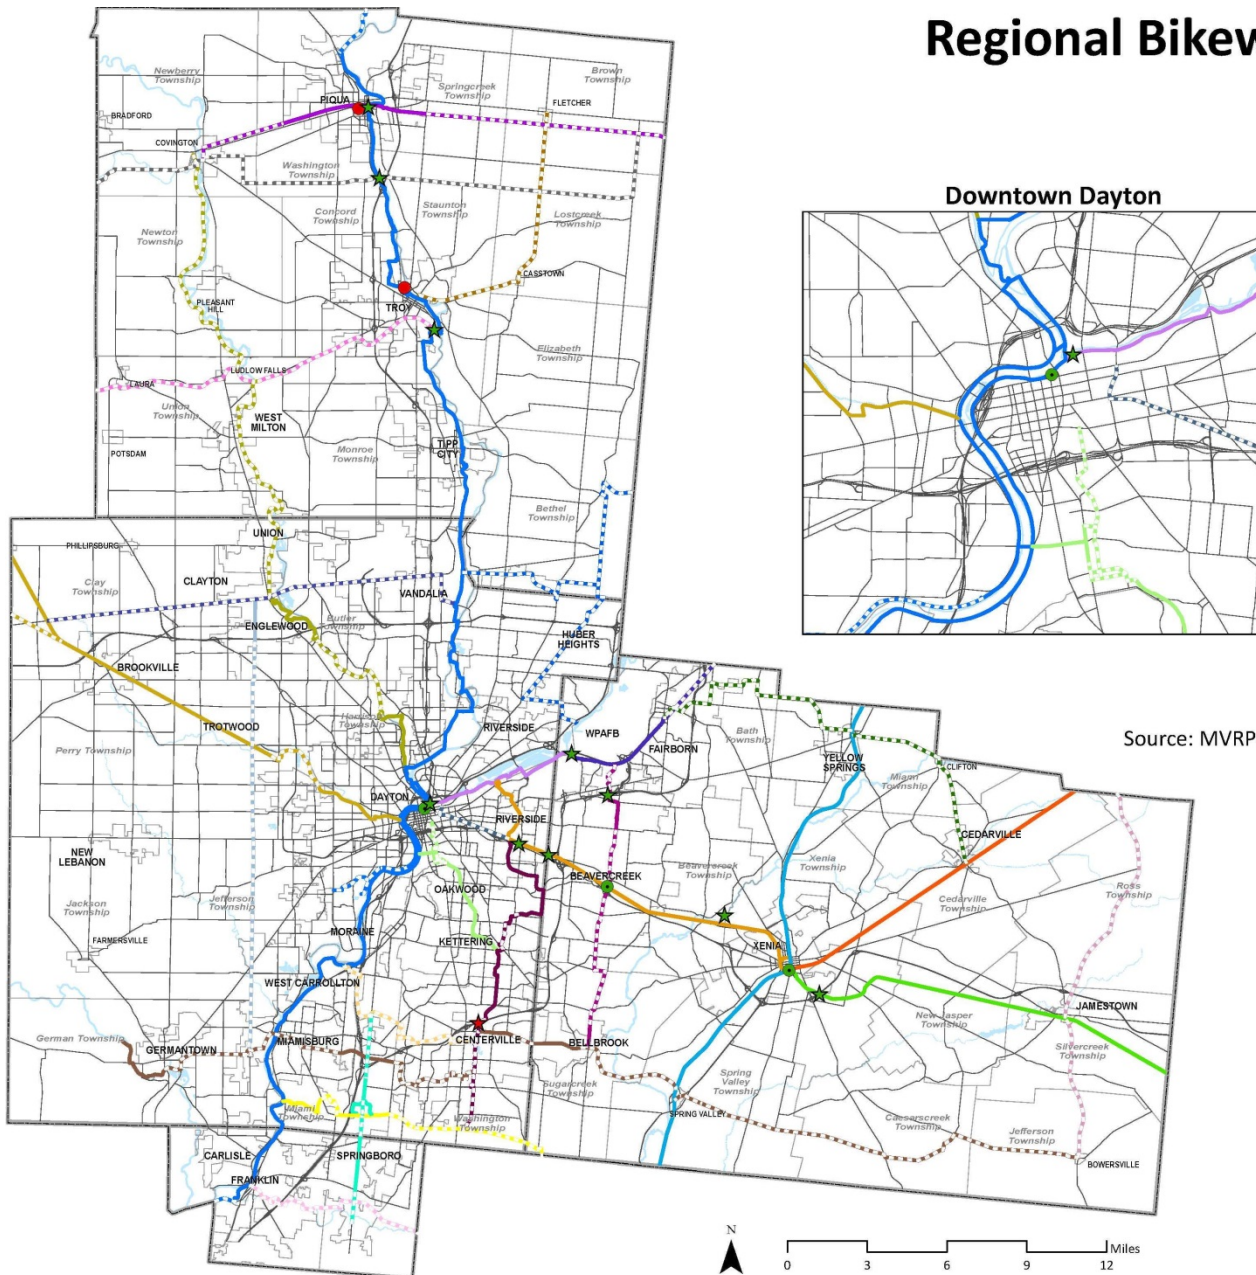 Regional Bikew
Newberry
Township
Brown
Township
PIQUA
Springcreek
Township
FLETCHER
BRADFORD
COVINGTON
Washington
Township
Staunton
Township
Concord
Township
Lostcreek
Township
Newton
Township
CASSTOWN
PLEASANT
HILL
TROY
Elizabeth
Township
LUDLOW FALLS
LAURA
Union
Township
WEST
MILTON
TIPP
CITY
Monroe
Township
POTSDAM
Bethel
Township
UNION
PHILLIPSBURG
CLAYTON
Clay
Township
VANDALIA
Butler
Township
ENGLEWOOD
HUBER
HEIGHTS
BROOKVILLE
TROTWOOD
Harrison
Township
RIVERSIDE
WPAFB
FAIRBORN
Bath
Township
Perry Township
YELLOW
SPRINGS
CLIFTON
Miami
Township
DAYTON
RIVERSIDE
CEDARVILLE
NEW
LEBANON
BEAVERCREEK
Beavercreek
Township
Xenia
Township
Ross
Township
OAKWOOD
Jackson
Township
Jefferson
Township
Cedarville
Township
MORAINE
FARMERSVILLE
KETTERING
XENIA
WEST CARROLLTON
JAMESTOWN
New Jasper
Township
German Township
GERMANTOWN
MIAMISBURG
CENTERVILLE
BELLBROOK
Silvercreek
Township
Sugarcreek
Township
Spring
Valley
Township
Miami
Township
Washington
Township
SPRING VALLEY
Caesarscreek
Township
Jefferson
Township
CARLISLE
SPRINGBORO
BOWERSVILLE
FRANKLIN
Downtown Dayton
Source: MVRP
N
Miles
0 3 6 9 12